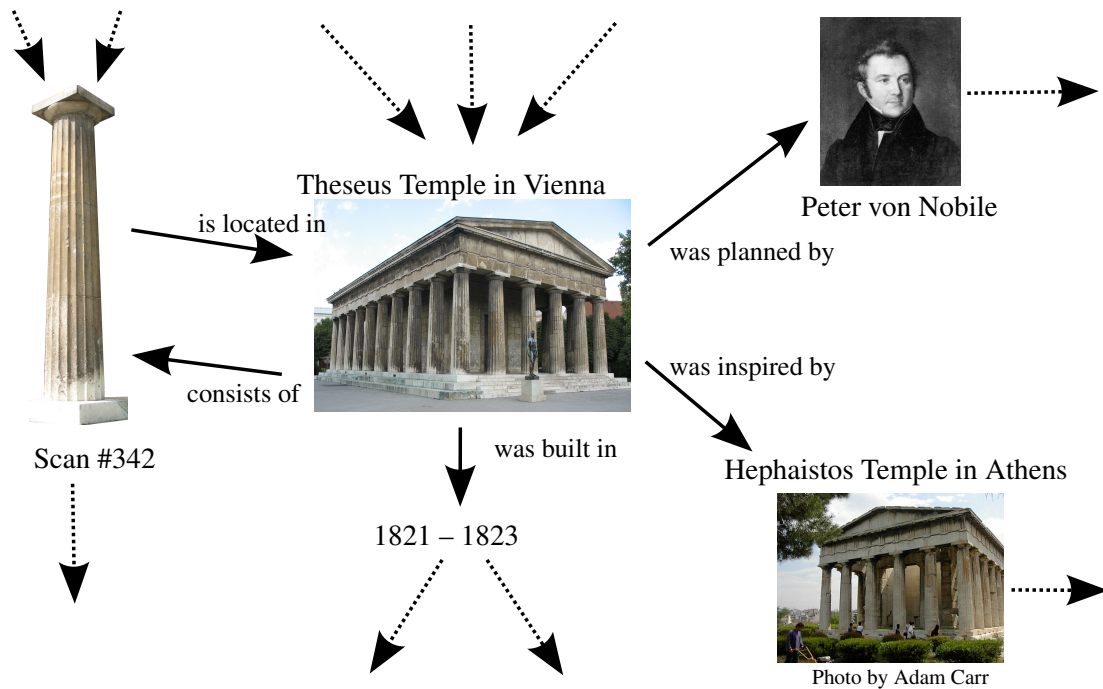 Theseus Temple in Vienna
Peter von Nobile
is located in
was planned by
was inspired by
consists of
was built in
Scan #342
Hephaistos Temple in Athens
1821 – 1823
Photo by Adam Carr